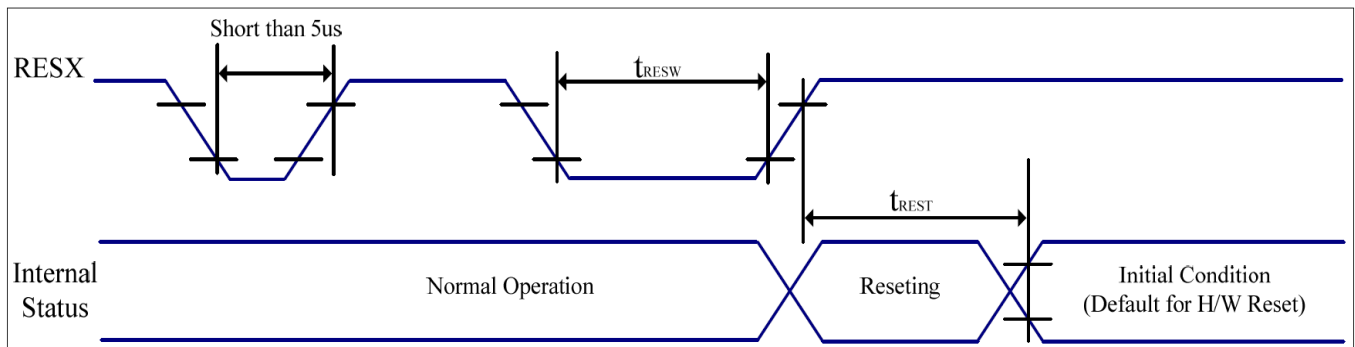 Short than 5us
RESX
tRESW
tREST
Internal
Status
Normal Operation
Reseting
Initial Condition
(Default for H/W Reset)